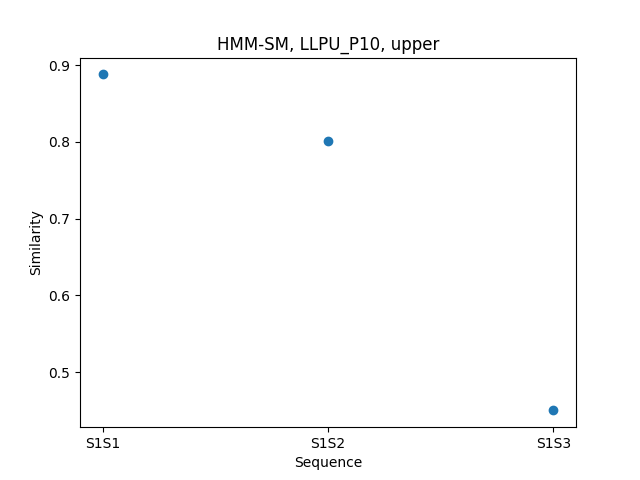 HMM-SM, LLPU_P10, upper
0.9
0.8
0.7
0.6
0.5
Similarity
S1S1 S1S2 S1S3
Sequence